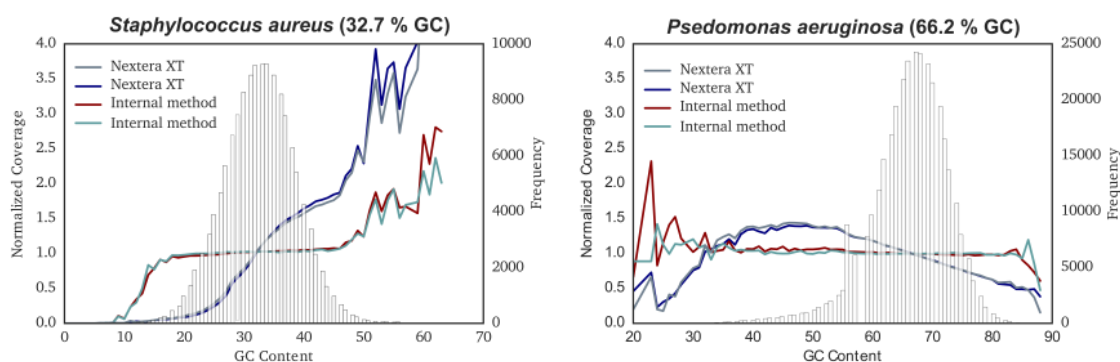 Staphylococcus aureus (32.7 % GC)
4.0
3.5
3.0
2.5
2.0
1.5
1.0
0.5
0.0
Normalized Coverage
Nextera XT
Nextera XT
Internal method
Internal method
10000
8000
6000
4000
2000
0
Frequency
0 10 20 30 40 50 60 70
GC Content
Psedomonas aeruginosa (66.2 % GC)
4.0
3.5
3.0
2.5
2.0
1.5
1.0
0.5
0.0
Normalized Coverage
Nextera XT
Nextera XT
Internal method
Internal method
25000
20000
15000
10000
5000
0
Frequency
20 30 40 50 60 70 80 90
GC Content